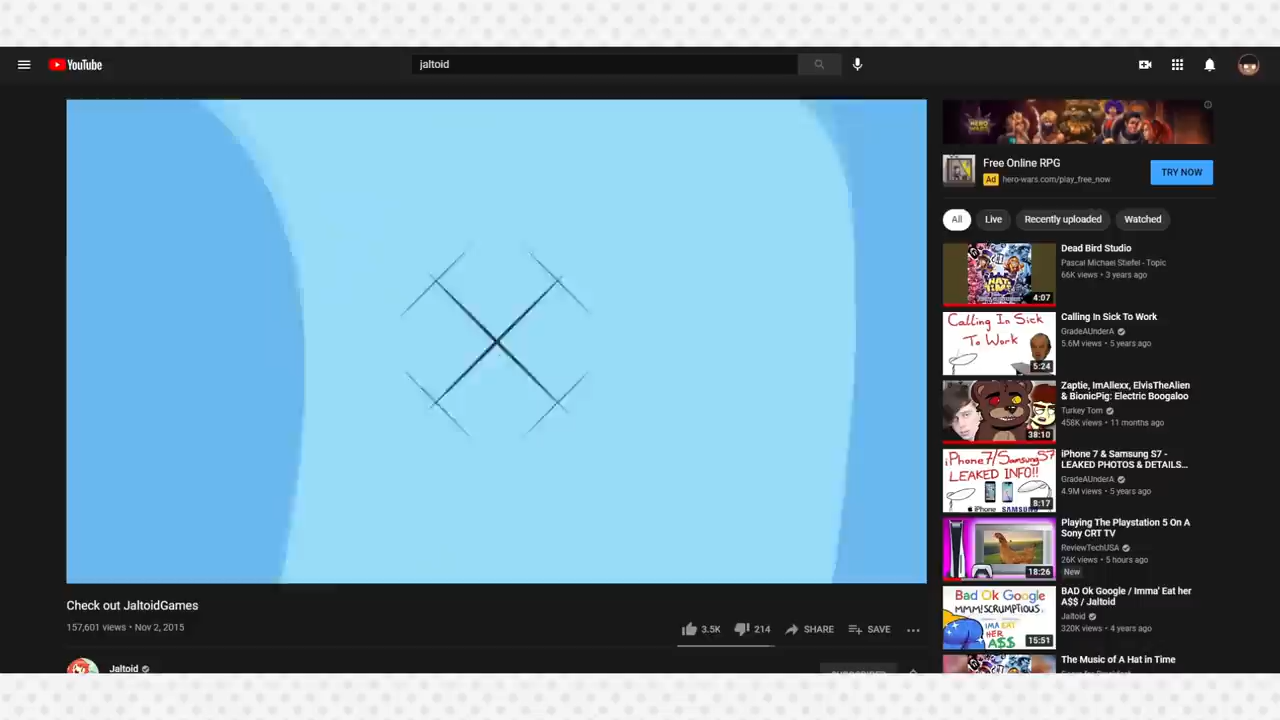 YouTube
jaltoid
Free Online RPG
TRY NOW
Ad hero-wars.com/play_free_now
All
Live
Recently uploaded
Watched
Dead Bird Studio
Pascal Michael Stiefel - Topic
66K views • 3 years ago
4:07
Calling In Sick
To Work
5:24
Calling In Sick To Work
GradeAUnderA
5.6M views • 5 years ago
38:10
Zaptie, ImAllexx, ElvisTheAlien
& BionicPig: Electric Boogaloo
Turkey Tom
458K views • 11 months ago
iPhone 7/Samsung S7
LEAKED INFO!!
iPhone SAMSUNG
8:17
iPhone 7 & Samsung S7 -
LEAKED PHOTOS & DETAILS...
GradeAUnderA
4.9M views • 5 years ago
18:26
Playing The Playstation 5 On A
Sony CRT TV
ReviewTechUSA
26K views • 5 hours ago
New
Bad Ok Google
MMM! SCRUMPTIOUS.
IMA EAT
HER
A$$
15:51
BAD Ok Google / Imma' Eat her
A$$ / Jaltoid
Jaltoid
320K views • 4 years ago
The Music of A Hat in Time
Check out JaltoidGames
157,601 views • Nov 2, 2015
3.5K
214
SHARE
SAVE
Jaltoid